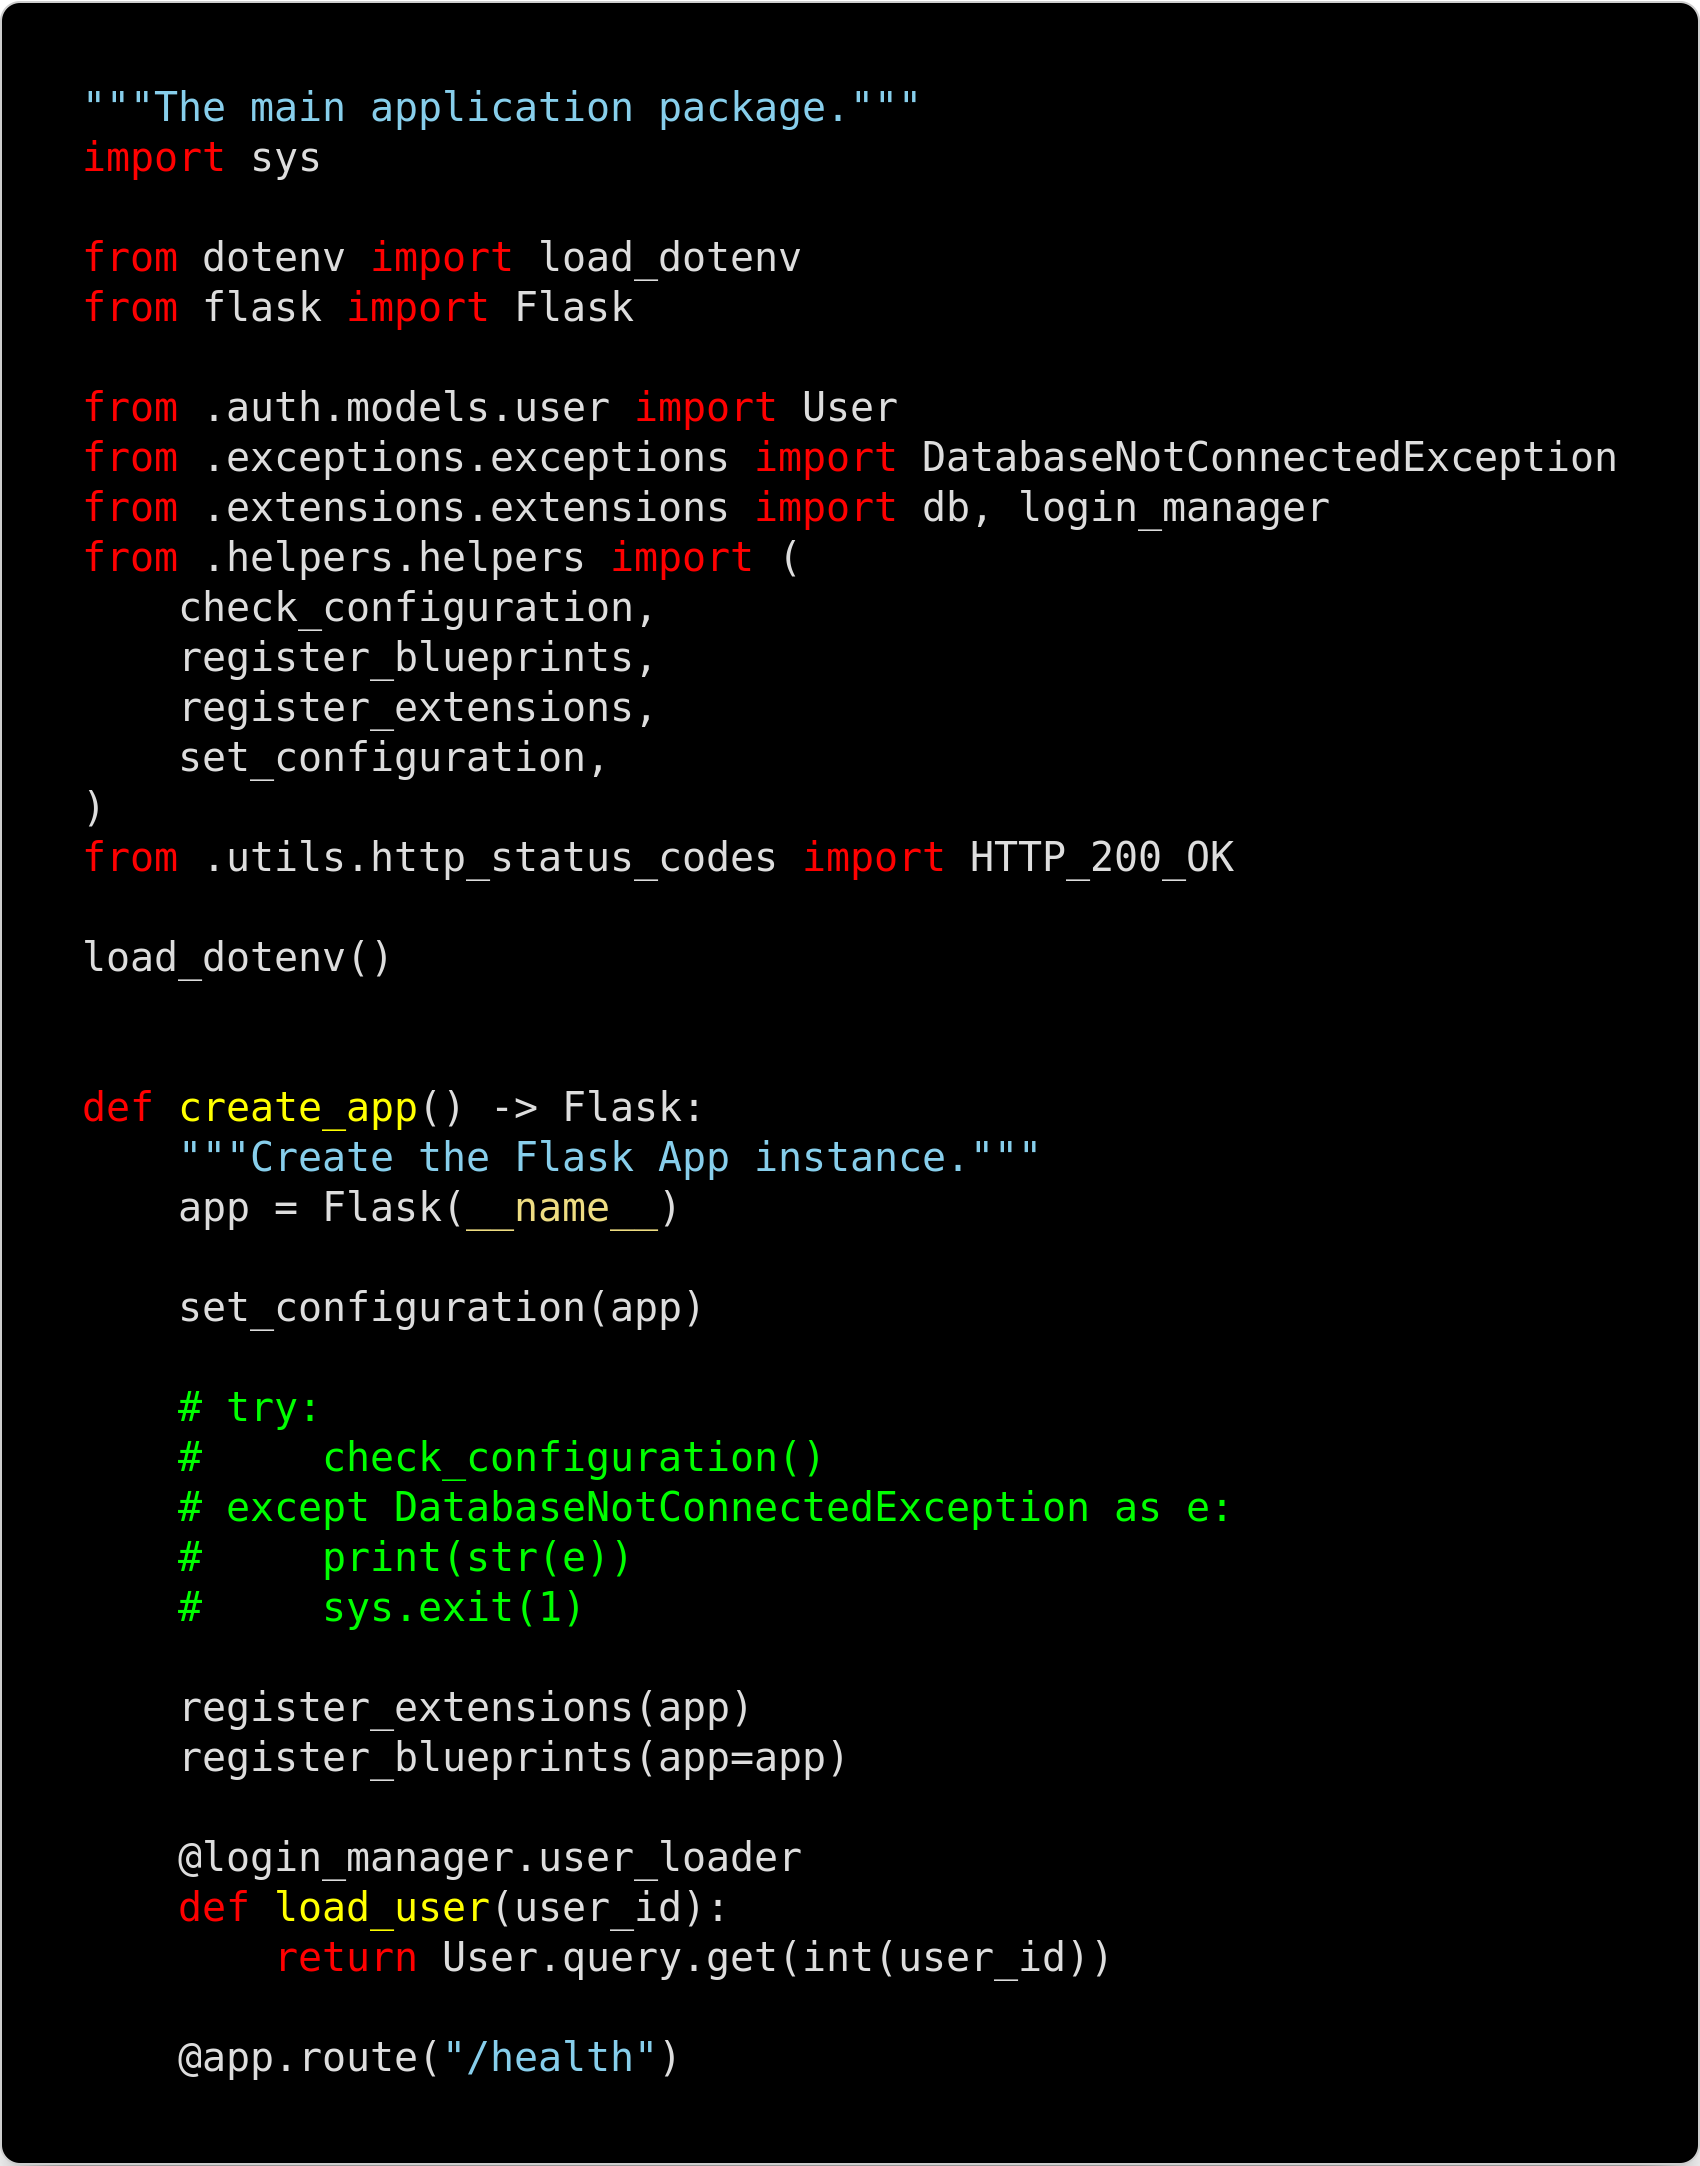 """The main application package."""
import sys

from dotenv import load_dotenv
from flask import Flask

from .auth.models.user import User
from .exceptions.exceptions import DatabaseNotConnectedException
from .extensions.extensions import db, login_manager
from .helpers.helpers import (
    check_configuration,
    register_blueprints,
    register_extensions,
    set_configuration,
)
from .utils.http_status_codes import HTTP_200_OK

load_dotenv()


def create_app() -> Flask:
    """Create the Flask App instance."""
    app = Flask(__name__)

    set_configuration(app)

    # try:
    #     check_configuration()
    # except DatabaseNotConnectedException as e:
    #     print(str(e))
    #     sys.exit(1)

    register_extensions(app)
    register_blueprints(app=app)

    @login_manager.user_loader
    def load_user(user_id):
        return User.query.get(int(user_id))

    @app.route("/health")